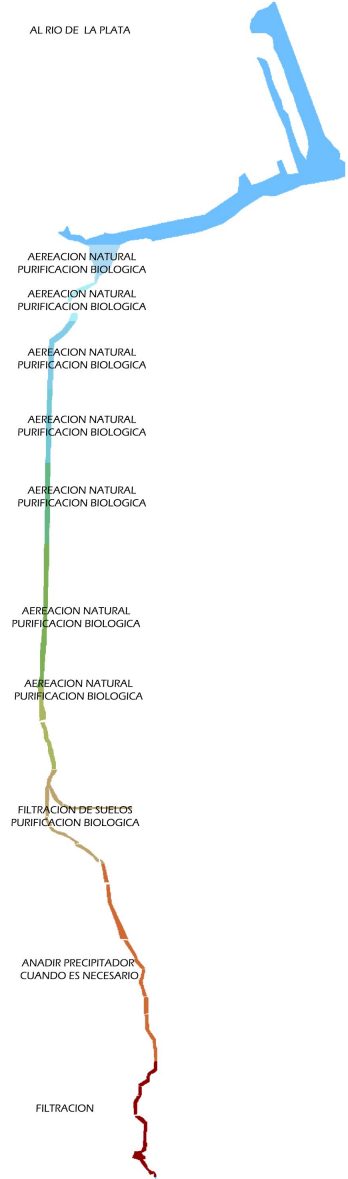 AL RIO DE LA PLATA
AEREACION NATURAL
PURIFICACION BIOLOGICA
AEREACION NATURAL
PURIFICACION BIOLOGICA
AEREACION NATURAL
PURIFICACION BIOLOGICA
AEREACION NATURAL
PURIFICACION BIOLOGICA
AEREACION NATURAL
PURIFICACION BIOLOGICA
AEREACION NATURAL
PURIFICACION BIOLOGICA
AEREACION NATURAL
PURIFICACION BIOLOGICA
FILTRACION DE SUELOS
PURIFICACION BIOLOGICA
ANADIR PRECIPITADOR
CUANDO ES NECESARIO
FILTRACION